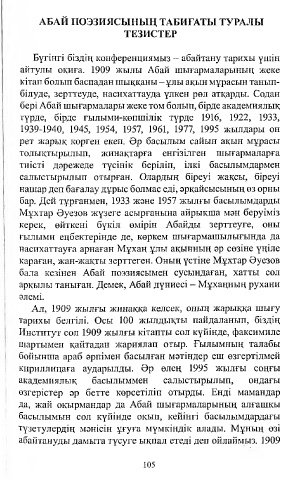 АБАЙ ПОЭЗИЯСЫНЫҢ ТАБИҒАТЫ ТУРАЛЫ
ТЕЗИСТЕР
Бүгінгі біздің конференциямыз – абайтану тарихы үшін
айтулы оқиға. 1909 жылы Абай шығармаларының жеке
кітап болып баспадан шыққаны – ұлы ақын мұрасын танып-
білуде, зерттеуде, насихаттауда үлкен рөл атқарды. Содан
бері Абай шығармалары жеке том болып, бірде академиялық
түрде, бірде ғылыми-көпшілік түрде 1916, 1922, 1933,
1939-1940, 1945, 1954, 1957, 1961, 1977, 1995 жылдары он
рет жарық көрген екен. Әр басылым сайын ақын мұрасы
толықтырылып, жинақтарға енгізілген шығармаларға
тиісті дәрежеде түсінік беріліп, ілкі басылымдармен
салыстырылып отырған. Олардың біреуі жақсы, біреуі
нашар деп бағалау дұрыс болмас еді, әрқайсысының өз орны
бар. Дей тұрғанмен, 1933 және 1957 жылғы басылымдарды
Мұхтар Әуезов жүзеге асырғанына айрықша мән беруіміз
керек, өйткені бүкіл өмірін Абайды зерттеуге, оны
ғылыми еңбектерінде де, көркем шығармашылығында да
насихаттауға арнаған Мұхаң ұлы ақынның әр сөзіне үңіле
қараған, жан-жақты зерттеген. Оның үстіне Мұхтар Әуезов
бала кезінен Абай поэзиясымен сусындаған, хатты сол
арқылы таныған. Демек, Абай дүниесі – Мұхаңның рухани
әлемі.
Ал, 1909 жылғы жинаққа келсек, оның жарыққа шығу
тарихы белгілі. Осы 100 жылдықты пайдаланып, біздің
Институт сол 1909 жылғы кітапты сол күйінде, факсимиле
шартымен қайтадан жариялап отыр. Ғылымның талабы
бойынша араб әрпімен басылған мәтіндер еш өзгертілмей
кириллицаға аударылды. Әр өлең 1995 жылғы соңғы
академиялық басылыммен салыстырылып, ондағы
өзгерістер әр бетте көрсетіліп отырды. Енді мамандар
да, жай оқырмандар да Абай шығармаларының алғашқы
басылымын сол күйінде оқып, кейінгі басылымдардағы
түзетулердің мәнісін ұғуға мүмкіндік алады. Мұның өзі
абайтануды дамыта түсуге ықпал етеді деп ойлаймыз. 1909
105